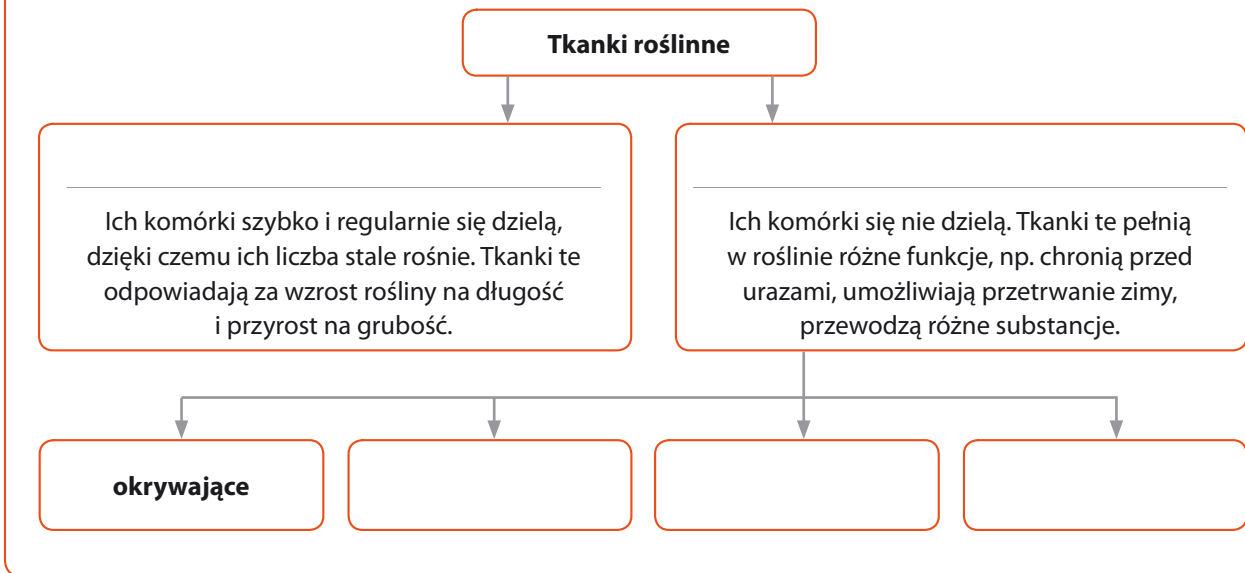 Tkanki roślinne
Ich komórki szybko i regularnie się dzielą,
dzięki czemu ich liczba stale rośnie. Tkanki te
odpowiadają za wzrost rośliny na długość
i przyrost na grubość.
Ich komórki się nie dzielą. Tkanki te pełnią
w roślinie różne funkcje, np. chronią przed
urazami, umożliwiają przetrwanie zimy,
przewodzą różne substancje.
okrywające